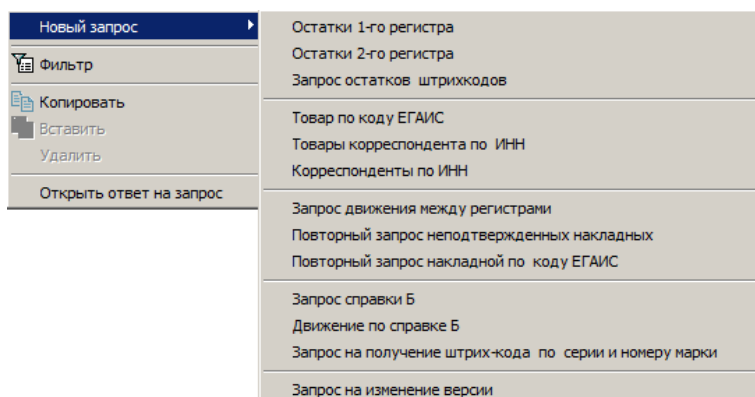 Новый запрос
Фильтр
Копировать
Вставить
Удалить
Открыть ответ на запрос
Остатки 1-го регистра
Остатки 2-го регистра
Запрос остатков штрихкодов
Товар по коду ЕГАИС
Товары корреспондента по ИНН
Корреспонденты по ИНН
Запрос движения между регистрами
Повторный запрос неподтвержденных накладных
Повторный запрос накладной по коду ЕГАИС
Запрос справки Б
Движение по справке Б
Запрос на получение штрих-кода по серии и номеру марки
Запрос на изменение версии